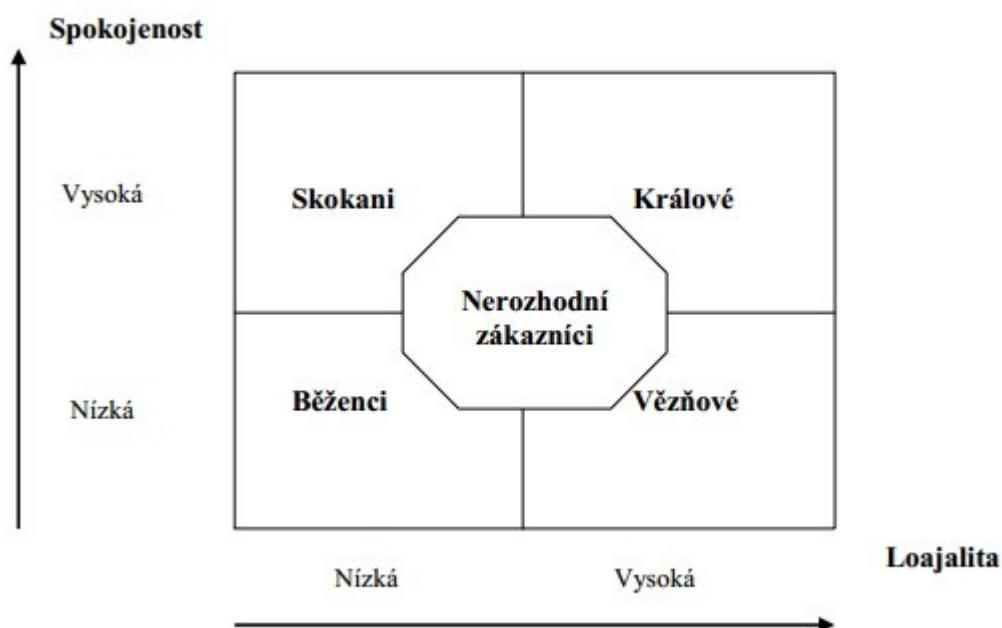 Spokojenost
Vysoká
Skokani
Králové
Nerozhodní
zákazníci
Nízká
Běženci
Vězňové
Loajalita
Nízká
Vysoká